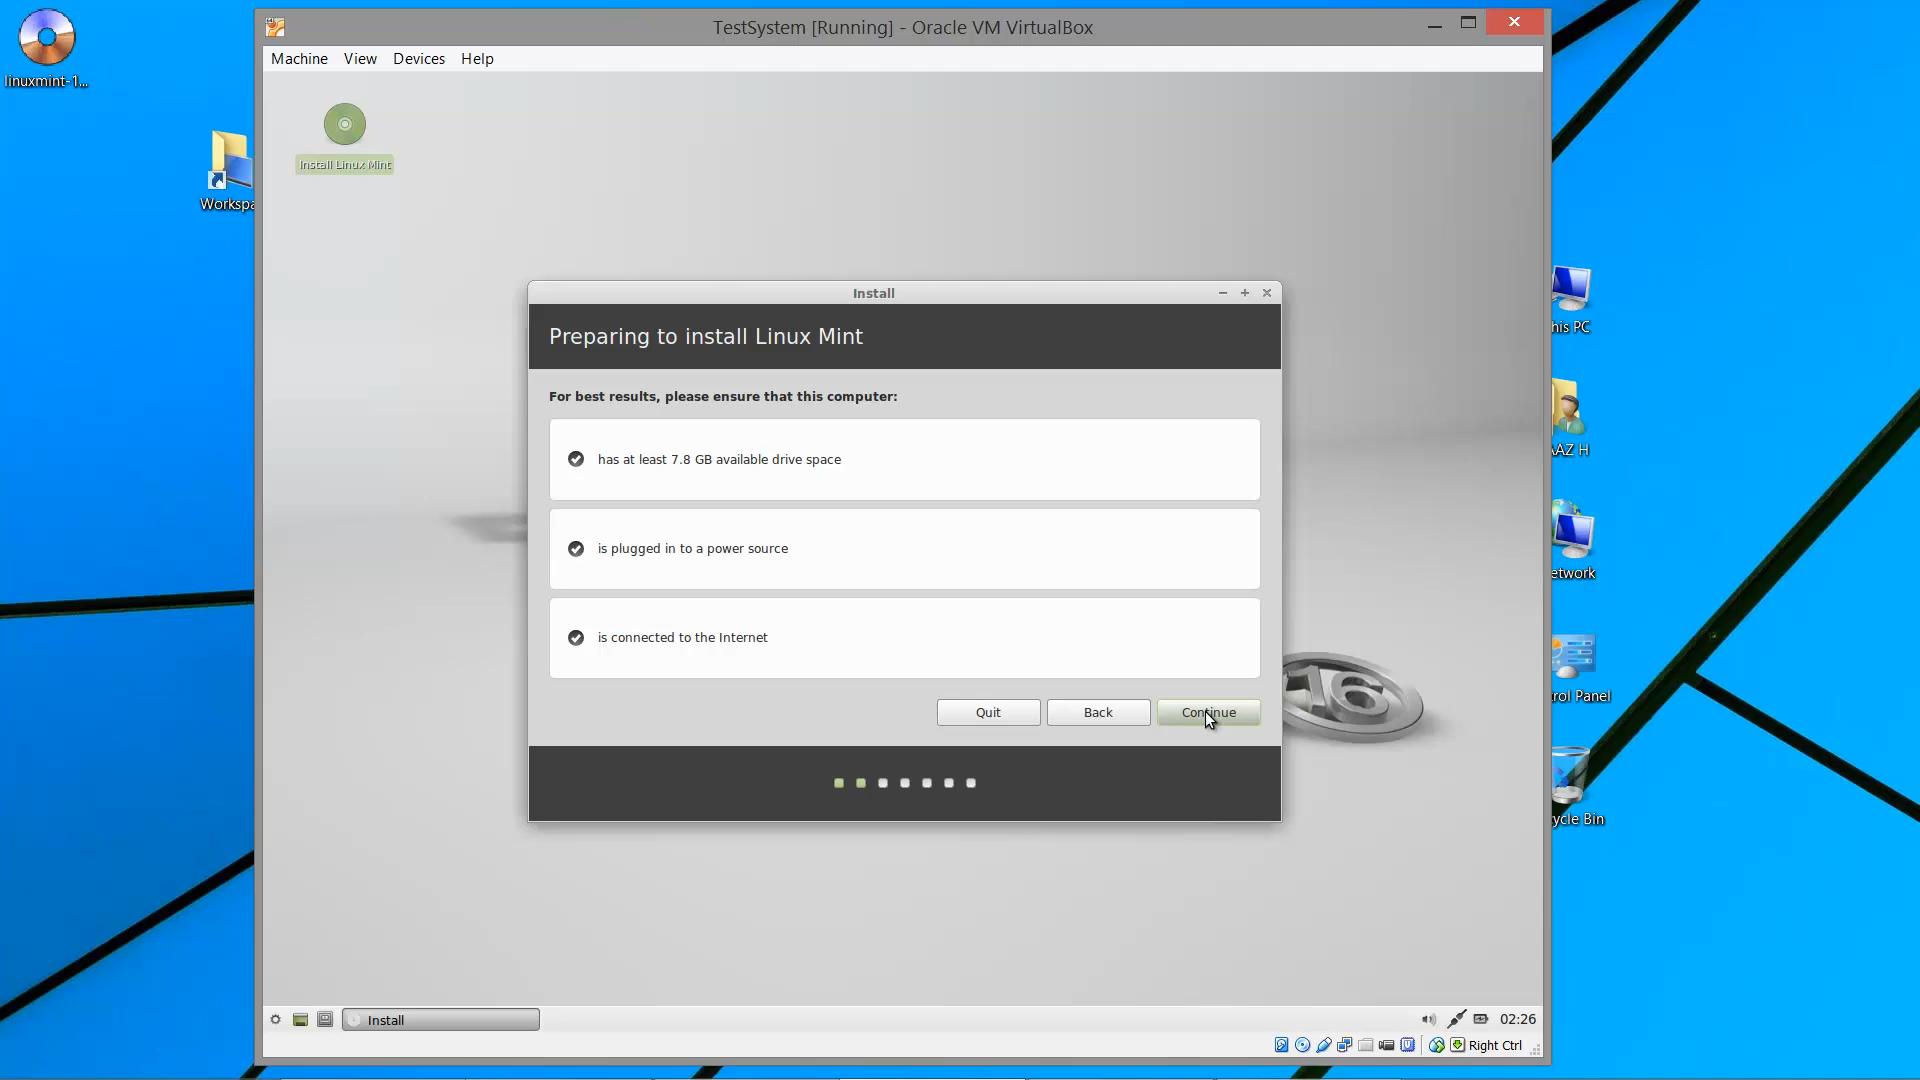 TestSystem [Running] - Oracle VM VirtualBox
Machine View Devices Help
linuxmint-1...
Install Linux Mint
Install
Preparing to install Linux Mint
For best results, please ensure that this computer:
has at least 7.8 GB available drive space
is plugged in to a power source
is connected to the Internet
Quit Back Continue
16
Install
02:26
Right Ctrl
Workspa
his PC
AAZ H
etwork
rol Panel
ycle Bin